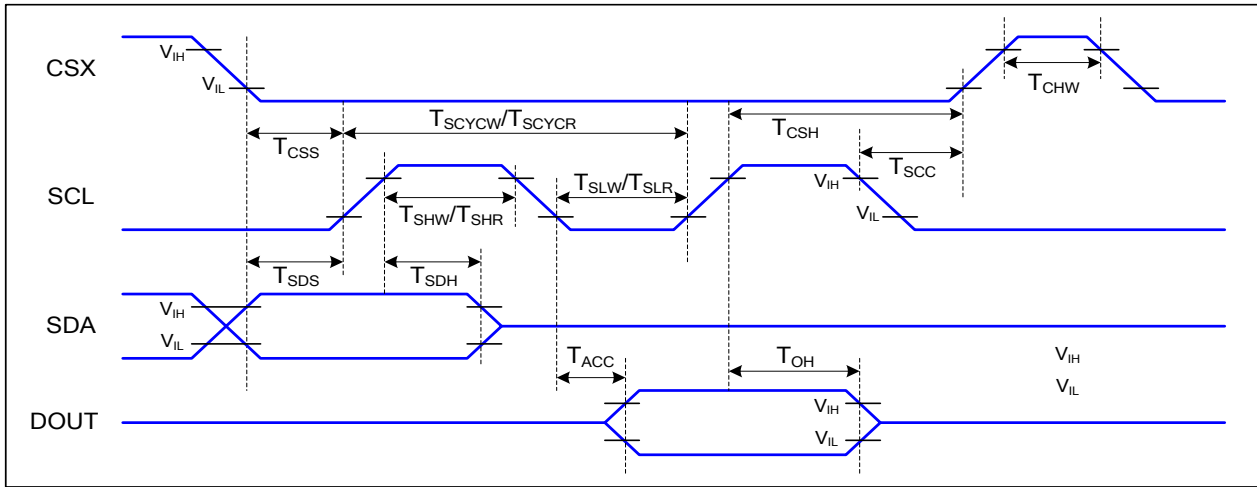 CSX
VIH
VIL
TCHW
TSCYCW/TSCYCR
TCSH
TCSS
TSCC
SCL
TSLW/TSLR
VIH
TSHW/TSHR
VIL
TSDS
TSDH
SDA
VIH
VIL
TACC
TOH
VIH
VIL
DOUT
VIH
VIL